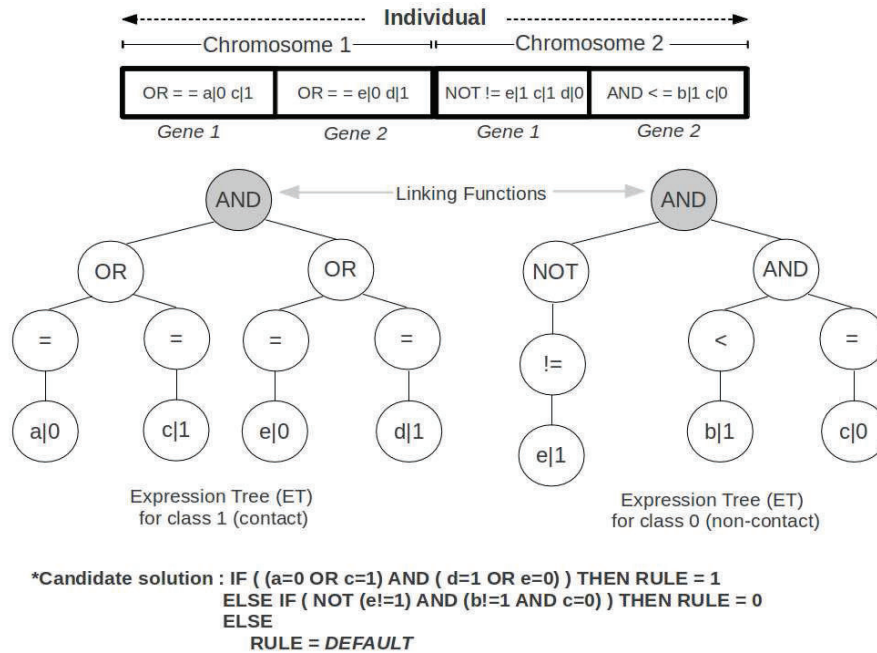 Individual
Chromosome 1 Chromosome 2
OR = = a|0 c|1 OR = = e|0 d|1 NOT != e|1 c|1 d|0 AND < = b|1 c|0
Gene 1 Gene 2 Gene 1 Gene 2
AND Linking Functions AND
OR OR NOT AND
= = = = != < =
a|0 c|1 e|0 d|1 e|1 b|1 c|0
Expression Tree (ET) Expression Tree (ET)
for class 1 (contact) for class 0 (non-contact)
*Candidate solution : IF ( (a=0 OR c=1) AND ( d=1 OR e=0) ) THEN RULE = 1
ELSE IF ( NOT (e!=1) AND (b!=1 AND c=0) ) THEN RULE = 0
ELSE
RULE = DEFAULT